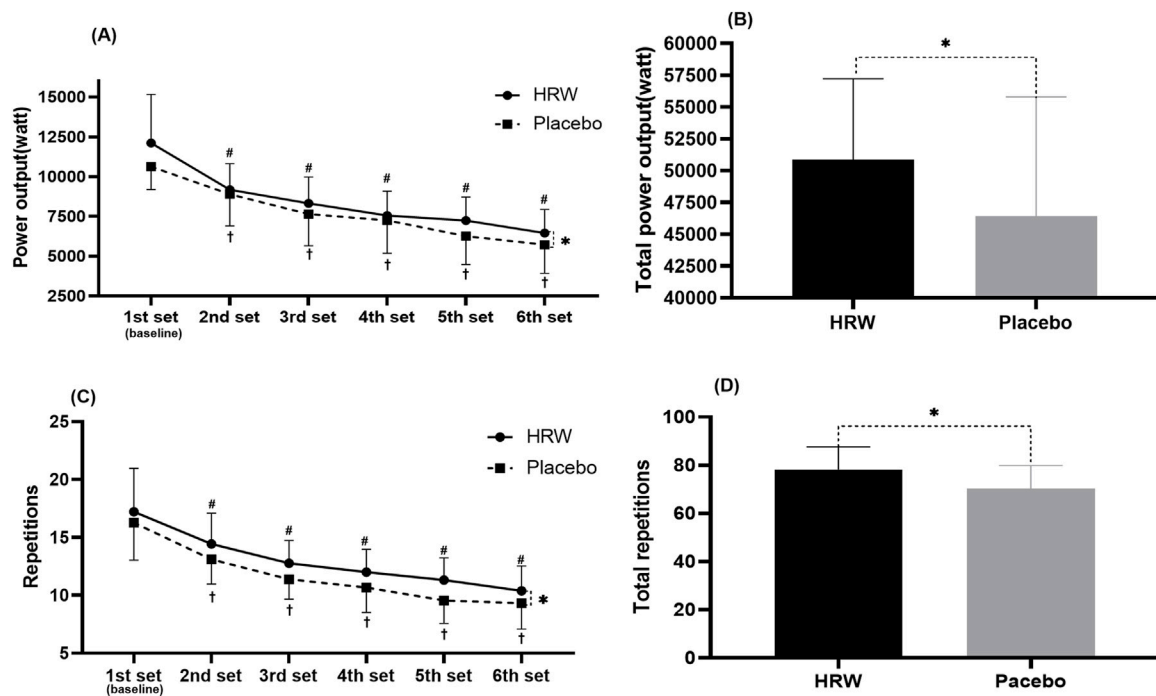 (A)
Power output(watt)
15000
12500
10000
7500
5000
2500
HRW
Placebo
# # # # #
*
† † † † †
1st set 2nd set 3rd set 4th set 5th set 6th set
(baseline)
(B)
Total power output(watt)
60000
57500
55000
52500
50000
47500
45000
42500
40000
*
HRW Placebo
(C)
Repetitions
25
20
15
10
5
HRW
Placebo
# # # # #
*
† † † † †
1st set 2nd set 3rd set 4th set 5th set 6th set
(baseline)
(D)
Total repetitions
100
80
60
40
20
0
*
HRW Pacebo